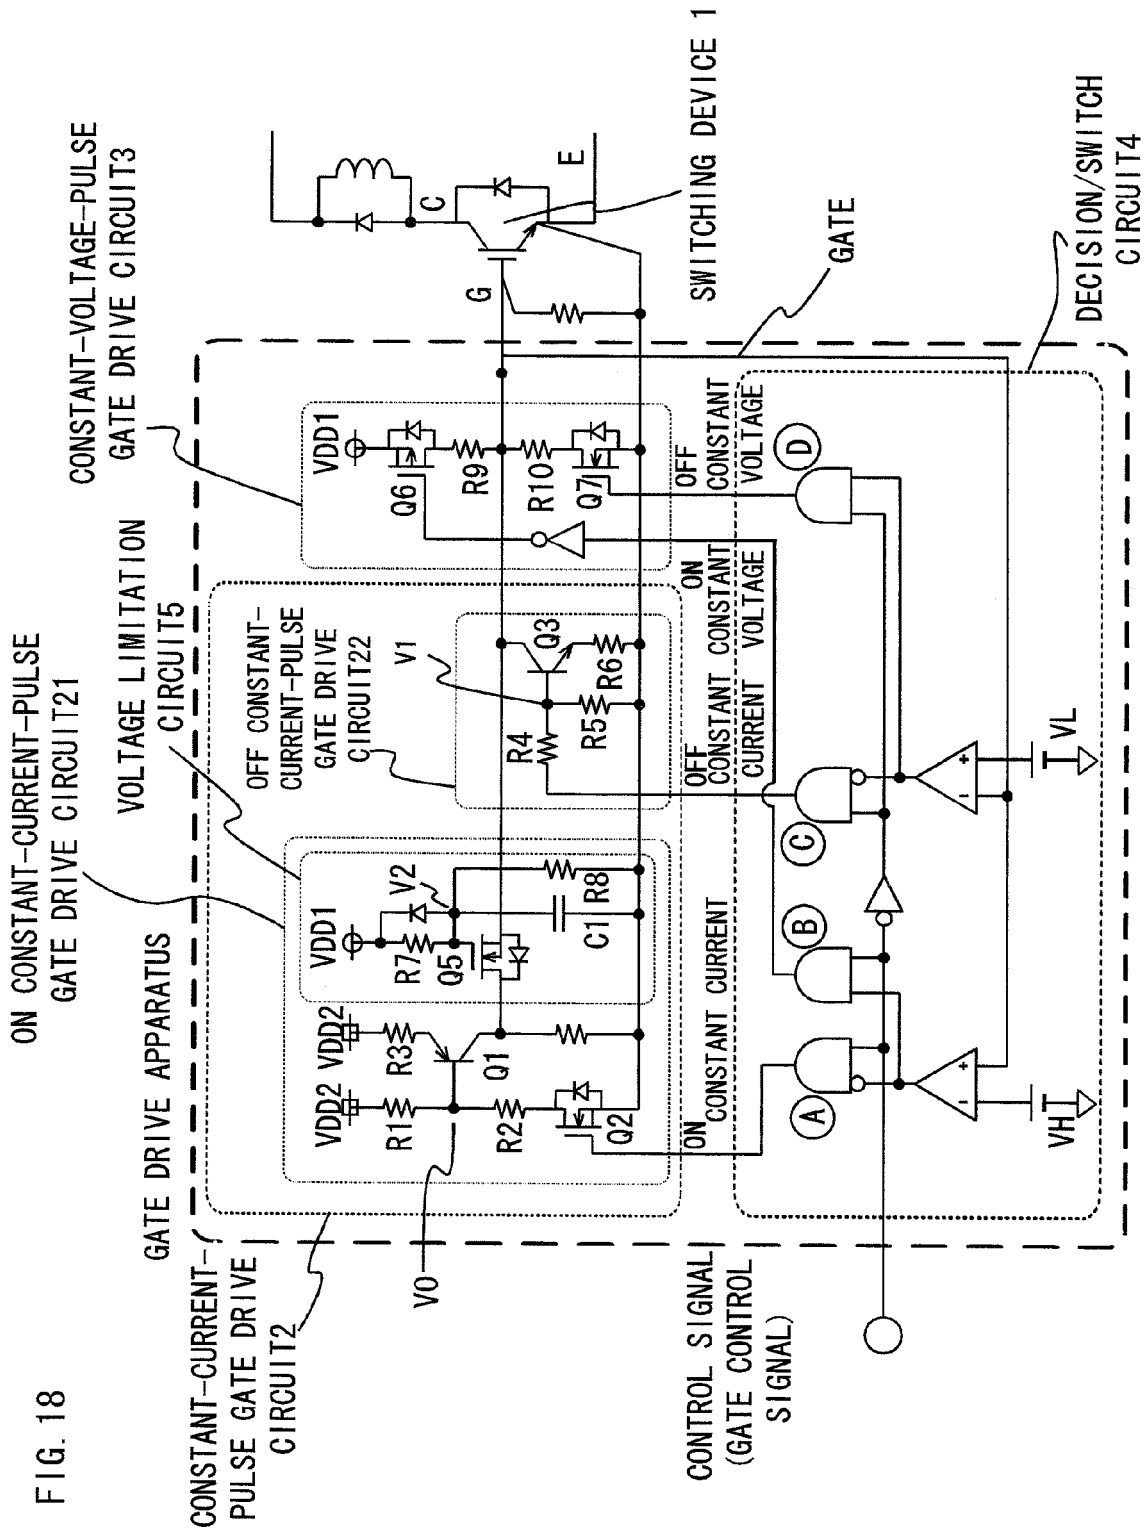 FIG. 18
ON CONSTANT-CURRENT-PULSE
GATE DRIVE CIRCUIT21
VOLTAGE LIMITATION
CIRCUIT5
CONSTANT-VOLTAGE-PULSE
GATE DRIVE CIRCUIT3
GATE DRIVE APPARATUS
CONSTANT-CURRENT-
PULSE GATE DRIVE
CIRCUIT2
OFF CONSTANT-
CURRENT-PULSE
GATE DRIVE
CIRCUIT22
VDD2
VDD2
VDD1
VDD1
R1
R3
R7
V2
V1
Q5
Q1
R2
Q2
C1
R8
R4
R5
Q3
R6
Q6
R9
R10
Q7
G
C
E
V0
SWITCHING DEVICE 1
GATE
DECISION/SWITCH
CIRCUIT4
ON
CONSTANT CURRENT
OFF
CONSTANT
CURRENT
ON
CONSTANT
VOLTAGE
OFF
CONSTANT
VOLTAGE
A
B
C
D
CONTROL SIGNAL
(GATE CONTROL
SIGNAL)
- +
- +
VH
VL